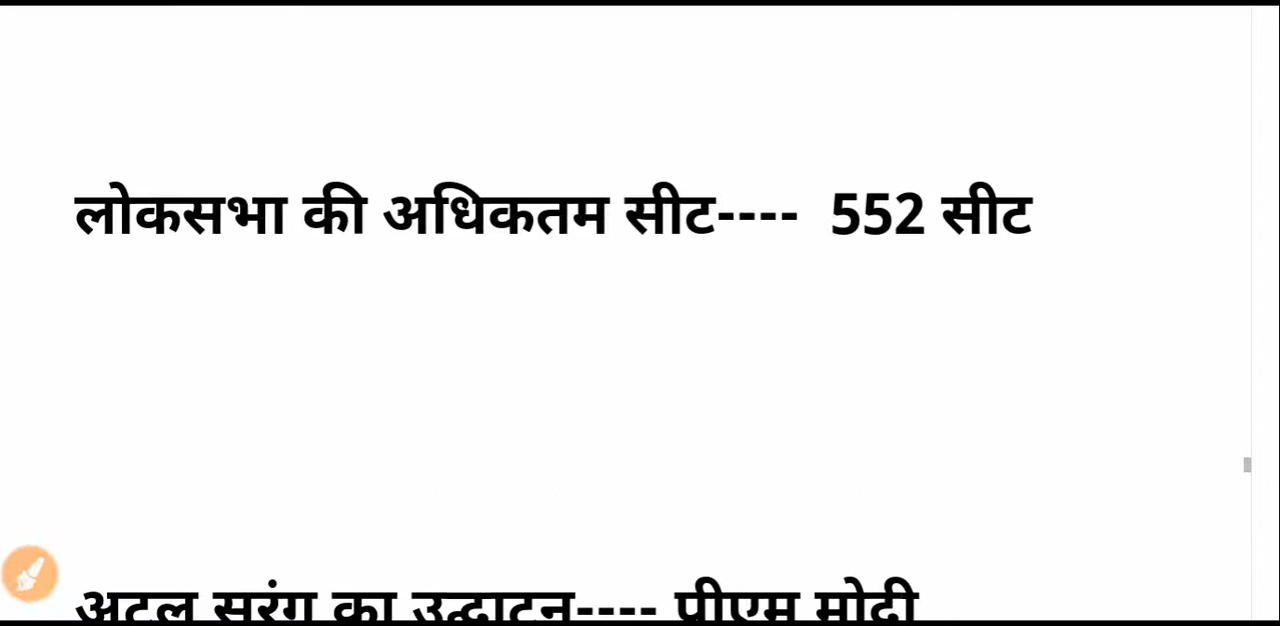 लोकसभा की अधिकतम सीट---- 552 सीट
अटल सुरंग का उद्घाटन---- पीएम मोदी